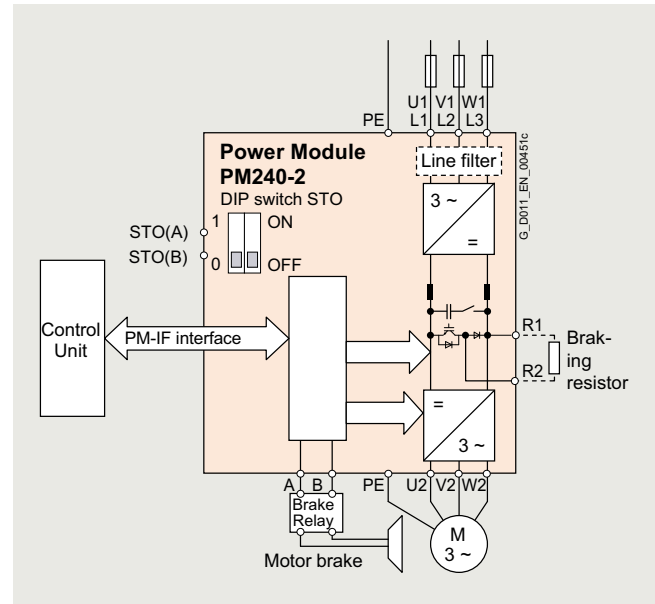 U1 V1 W1
PE L1 L2 L3
Power Module
PM240-2
DIP switch STO
Line filter
G_D011_EN_00451c
3 ~
=
STO(A)
1
ON
STO(B)
0
OFF
Control
Unit
PM-IF interface
R1
R2
Brak-
ing
resistor
=
3 ~
A B
PE U2 V2 W2
Brake
Relay
M
3 ~
Motor brake